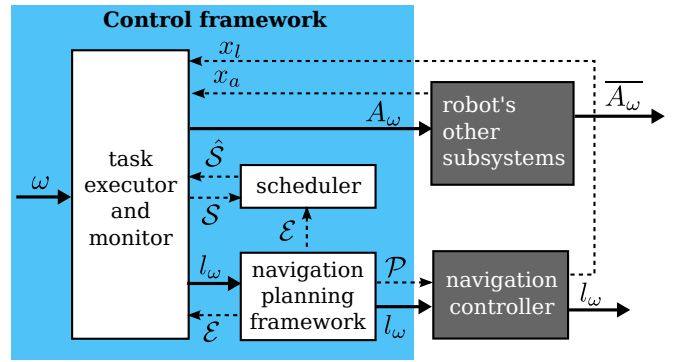 Control framework
x_l
x_a
A_ω
robot's
other
subsystems
\overline{A_ω}
task
executor
and
monitor
ω
\hat{𝒮}
𝒮
scheduler
ℰ
l_ω
ℰ
navigation
planning
framework
𝒫
l_ω
navigation
controller
l_ω